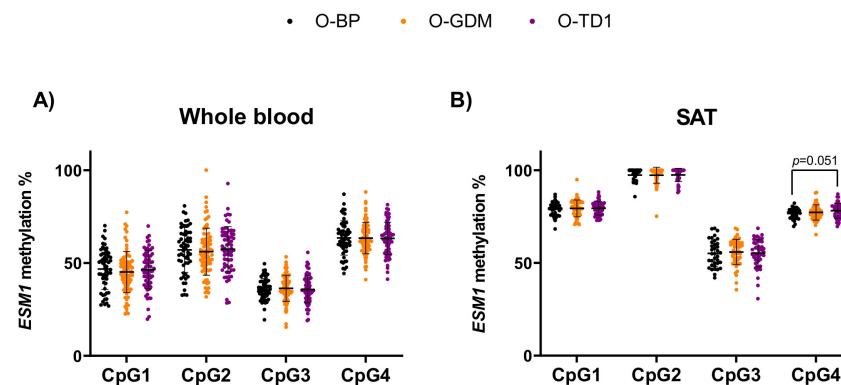 O-BP O-GDM O-TD1
A) Whole blood
ESM1 methylation %
100
50
0
CpG1 CpG2 CpG3 CpG4
B) SAT
ESM1 methylation %
p=0.051
100
50
0
CpG1 CpG2 CpG3 CpG4